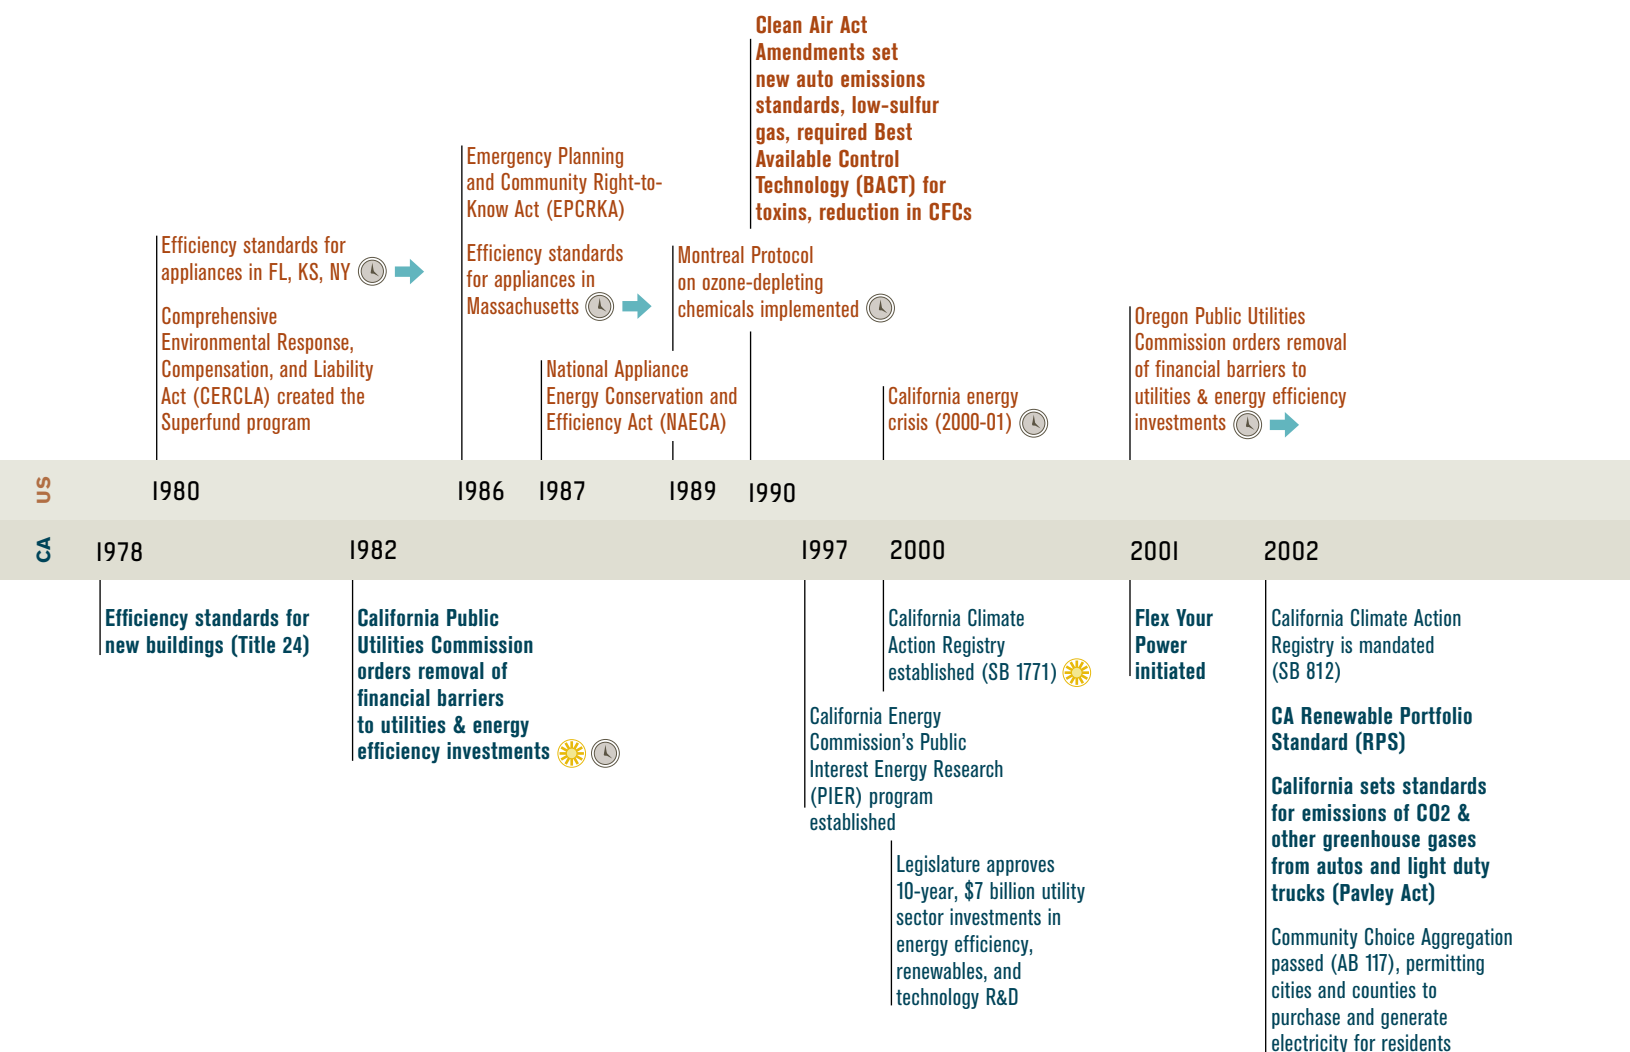 Clean Air Act
Amendments set
new auto emissions
standards, low-sulfur
gas, required Best
Available Control
Technology (BACT) for
toxins, reduction in CFCs
Emergency Planning
and Community Right-to-
Know Act (EPCRKA)
Efficiency standards
for appliances in
Massachusetts
Efficiency standards for
appliances in FL, KS, NY
Comprehensive
Environmental Response,
Compensation, and Liability
Act (CERCLA) created the
Superfund program
Montreal Protocol
on ozone-depleting
chemicals implemented
National Appliance
Energy Conservation and
Efficiency Act (NAECA)
California energy
crisis (2000-01)
Oregon Public Utilities
Commission orders removal
of financial barriers to
utilities & energy efficiency
investments
US
1980
1986
1987
1989
1990
CA
1978
1982
1997
2000
2001
2002
Efficiency standards for
new buildings (Title 24)
California Public
Utilities Commission
orders removal of
financial barriers
to utilities & energy
efficiency investments
California Climate
Action Registry
established (SB 1771)
California Energy
Commission's Public
Interest Energy Research
(PIER) program
established
Legislature approves
10-year, $7 billion utility
sector investments in
energy efficiency,
renewables, and
technology R&D
Flex Your
Power
initiated
California Climate Action
Registry is mandated
(SB 812)
CA Renewable Portfolio
Standard (RPS)
California sets standards
for emissions of CO2 &
other greenhouse gases
from autos and light duty
trucks (Pavley Act)
Community Choice Aggregation
passed (AB 117), permitting
cities and counties to
purchase and generate
electricity for residents